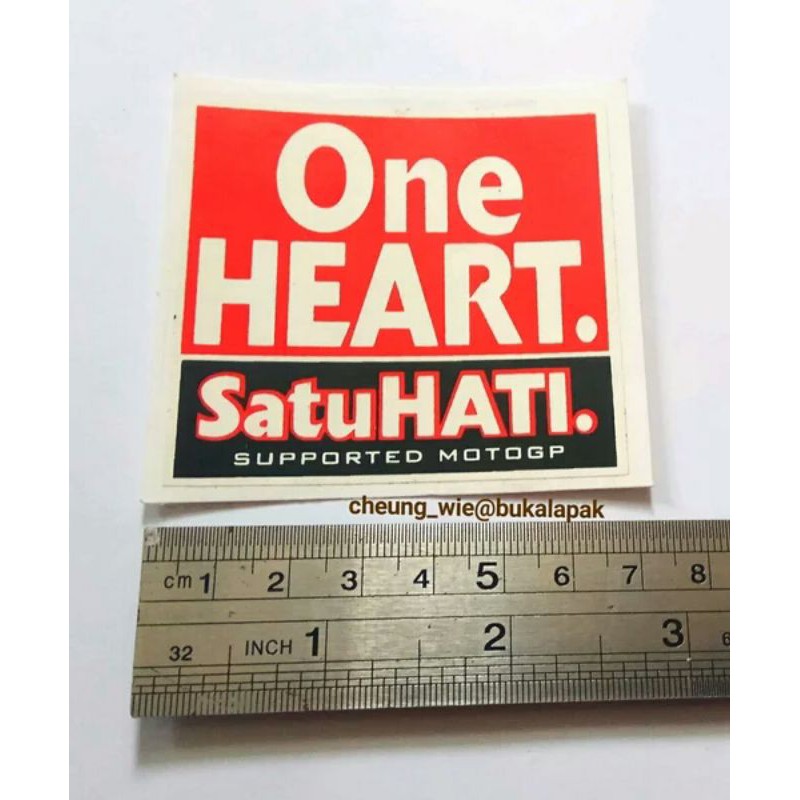 One
HEART.
SatuHATI.
SUPPORTED MOTOGP
cheung_wie@bukalapak
cm 1 2 3 4 5 6 7 8
32 INCH 1 2 3 6